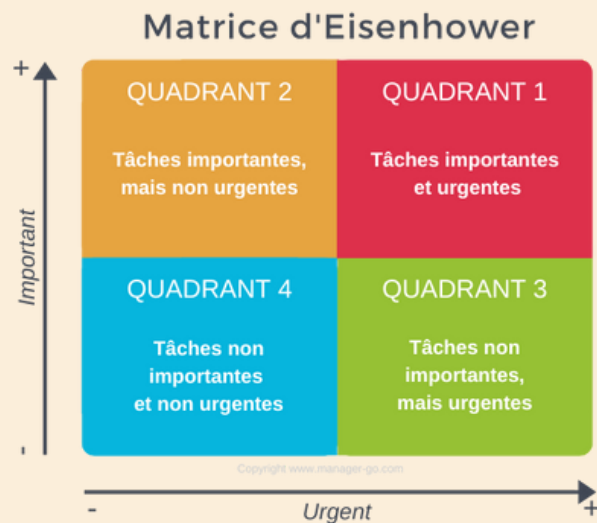 Matrice d'Eisenhower
+
QUADRANT 2
Tâches importantes,
mais non urgentes
QUADRANT 1
Tâches importantes
et urgentes
Important
QUADRANT 4
Tâches non
importantes
et non urgentes
QUADRANT 3
Tâches non
importantes,
mais urgentes
-
Copyright www.manager-go.com
-
Urgent
+